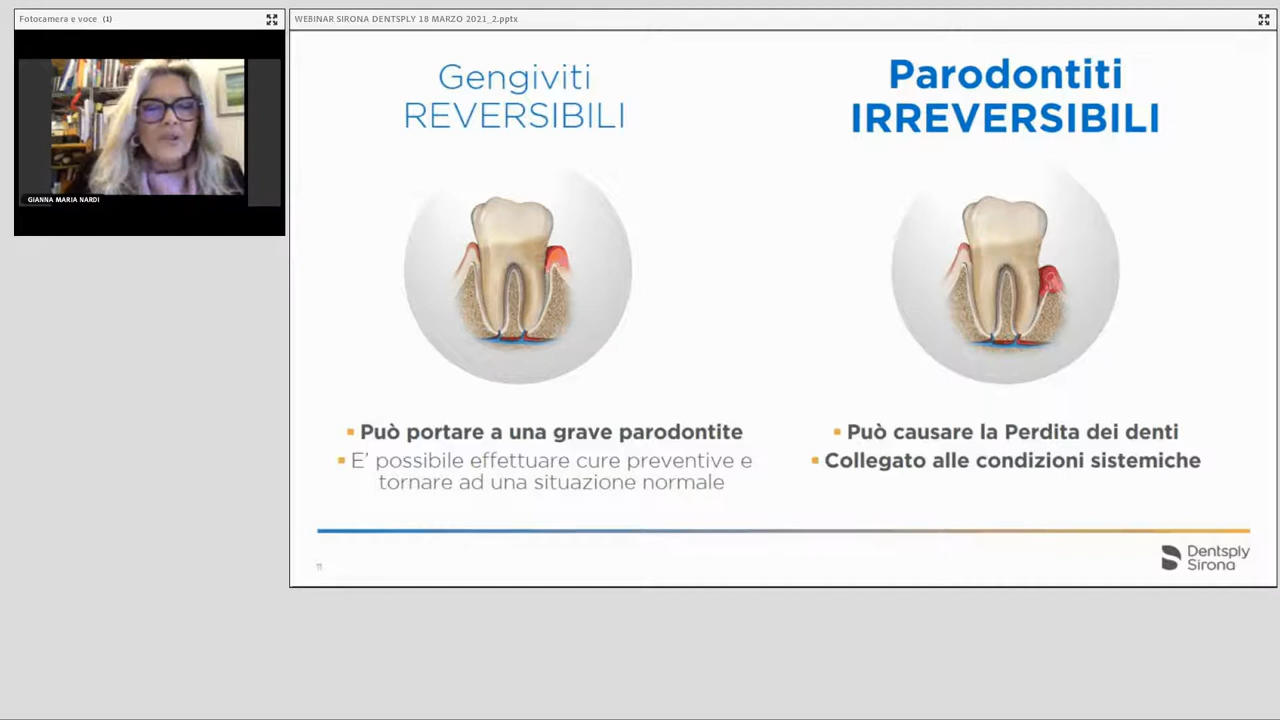 Fotocamera e voce (1)
GIANNA MARIA NARDI
WEBINAR SIRONA DENTSPLY 18 MARZO 2021_2.pptx
Gengiviti
REVERSIBILI
▪ Può portare a una grave parodontite
▪ E’ possibile effettuare cure preventive e
tornare ad una situazione normale
Parodontiti
IRREVERSIBILI
▪ Può causare la Perdita dei denti
▪ Collegato alle condizioni sistemiche
11
Dentsply
Sirona